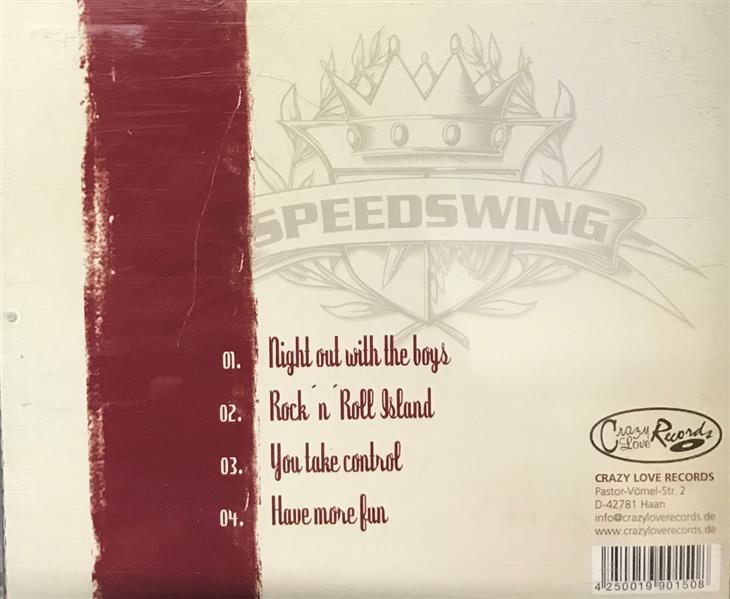 SPEEDSWING
01. Night out with the boys
02. Rock´n´Roll Island
03. You take control
04. Have more fun
Crazy Love Records
CRAZY LOVE RECORDS
Pastor-Vömel-Str. 2
D-42781 Haan
info@crazyloverecords.de
www.crazyloverecords.de
4 250019 901508